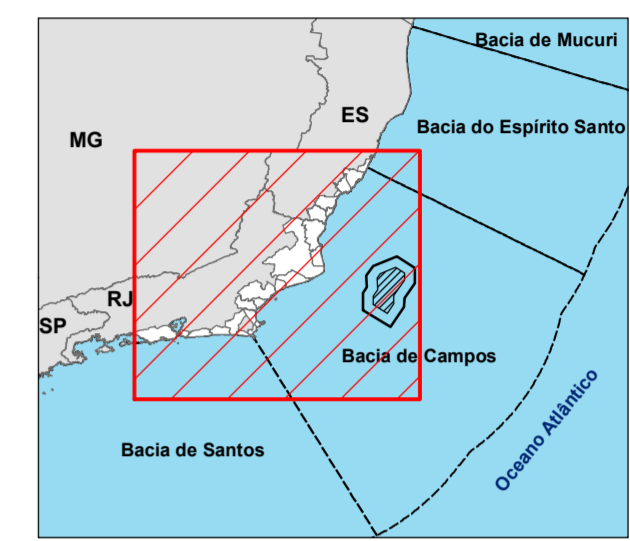 Bacia de Mucuri
ES
Bacia do Espírito Santo
MG
RJ
SP
Bacia de Campos
Oceano Atlântico
Bacia de Santos